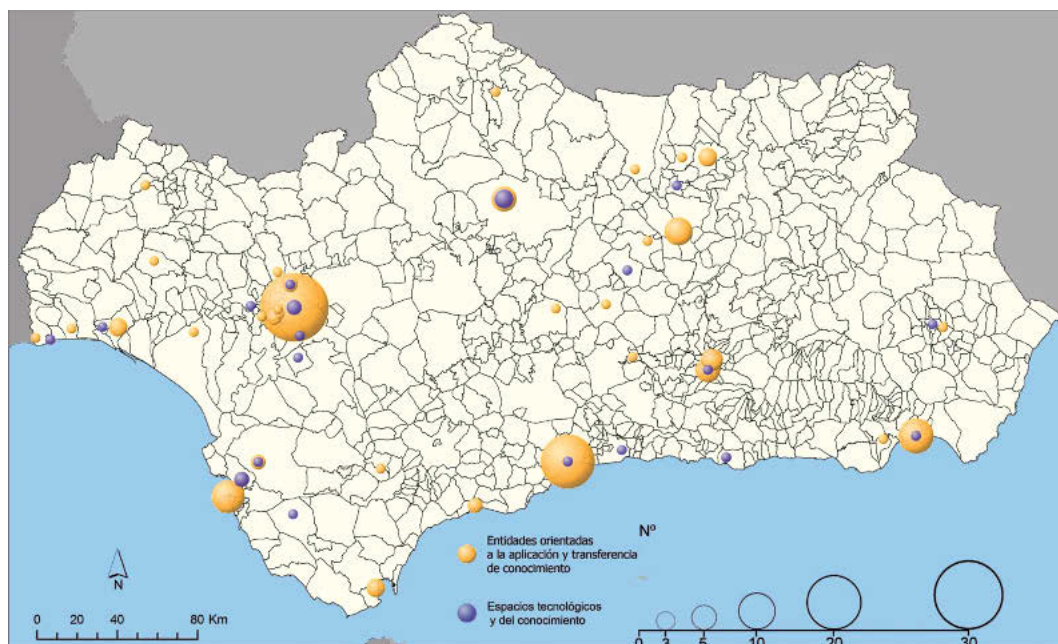 Nº
Entidades orientadas
a la aplicación y transferencia
de conocimiento
Espacios tecnológicos
y del conocimiento
N
0 20 40 80 Km
0 3 5 10 20 30